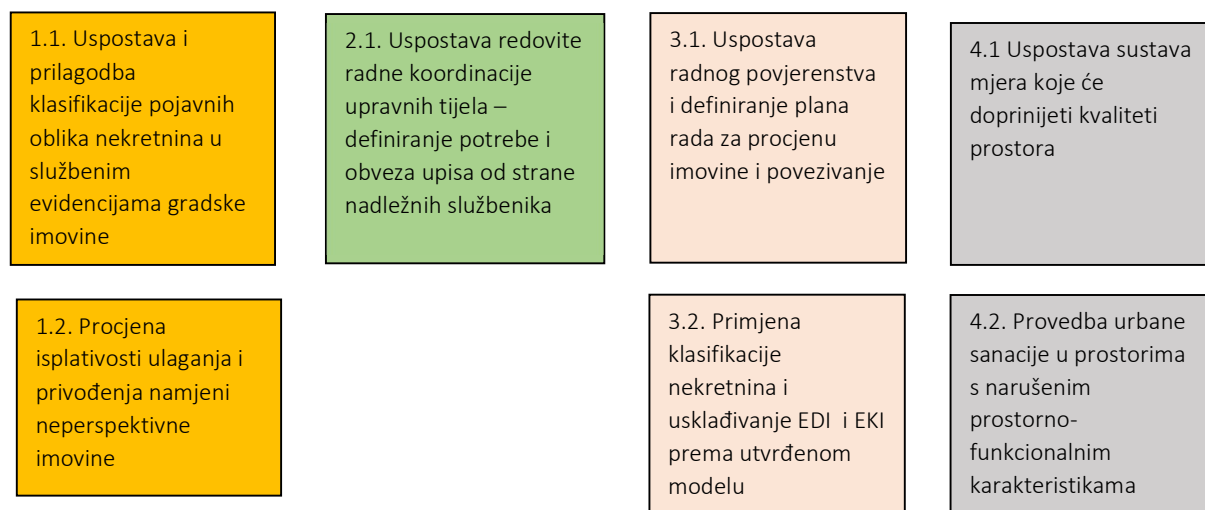 1.1. Uspostava i
prilagodba
klasifikacije pojavnih
oblika nekretnina u
službenim
evidencijama gradske
imovine
2.1. Uspostava redovite
radne koordinacije
upravnih tijela –
definiranje potrebe i
obveza upisa od strane
nadležnih službenika
3.1. Uspostava
radnog povjerenstva
i definiranje plana
rada za procjenu
imovine i povezivanje
4.1 Uspostava sustava
mjera koje će
doprinijeti kvaliteti
prostora
1.2. Procjena
isplativosti ulaganja i
privođenja namjeni
neperspektivne
imovine
3.2. Primjena
klasifikacije
nekretnina i
usklađivanje EDI  i EKI
prema utvrđenom
modelu
4.2. Provedba urbane
sanacije u prostorima
s narušenim
prostorno-
funkcionalnim
karakteristikama